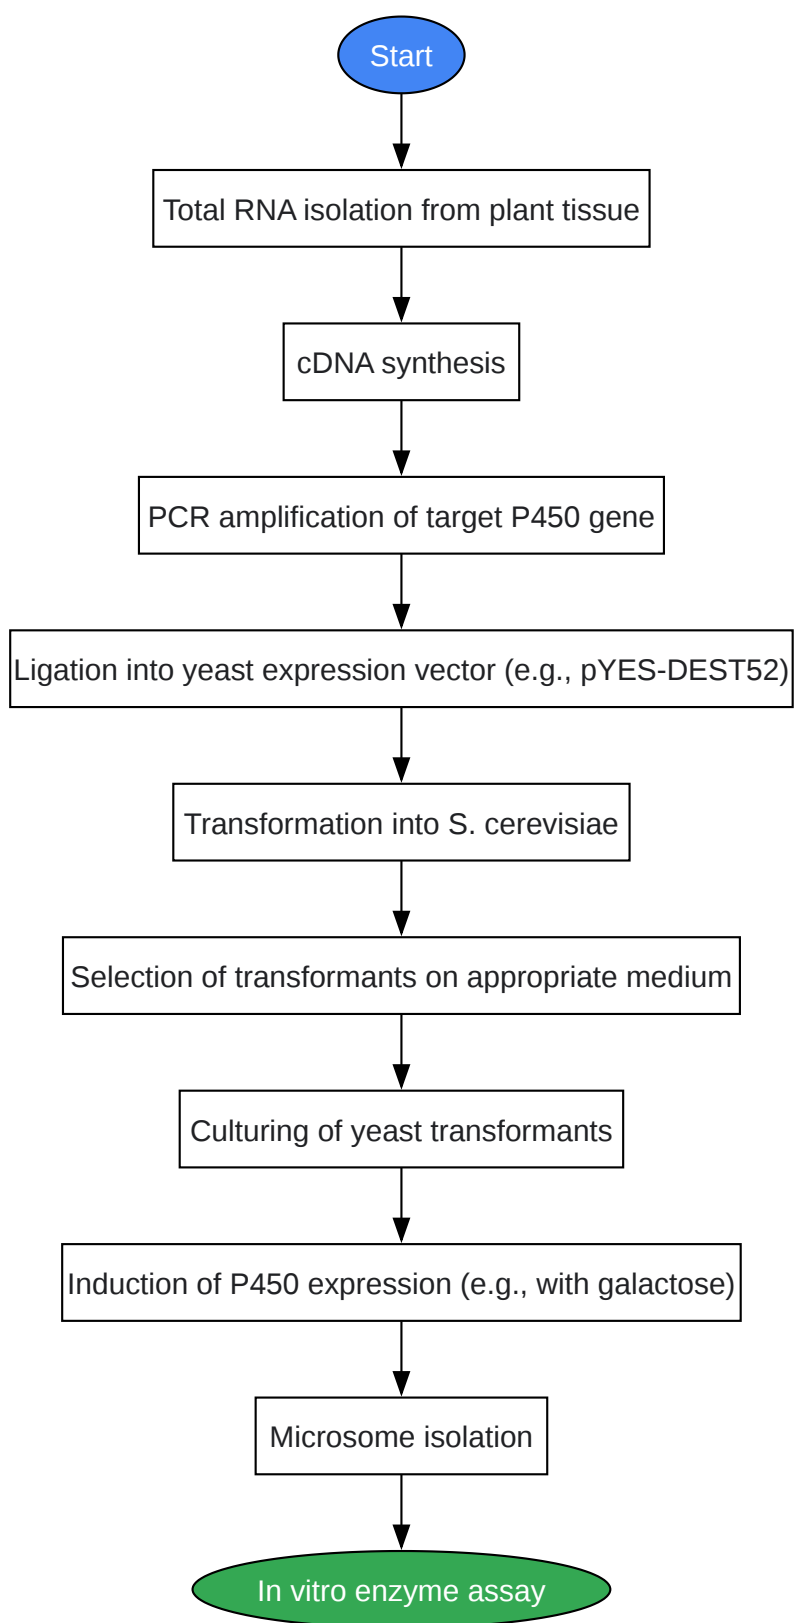 Start
Total RNA isolation from plant tissue
cDNA synthesis
PCR amplification of target P450 gene
Ligation into yeast expression vector (e.g., pYES-DEST52)
Transformation into S. cerevisiae
Selection of transformants on appropriate medium
Culturing of yeast transformants
Induction of P450 expression (e.g., with galactose)
Microsome isolation
In vitro enzyme assay